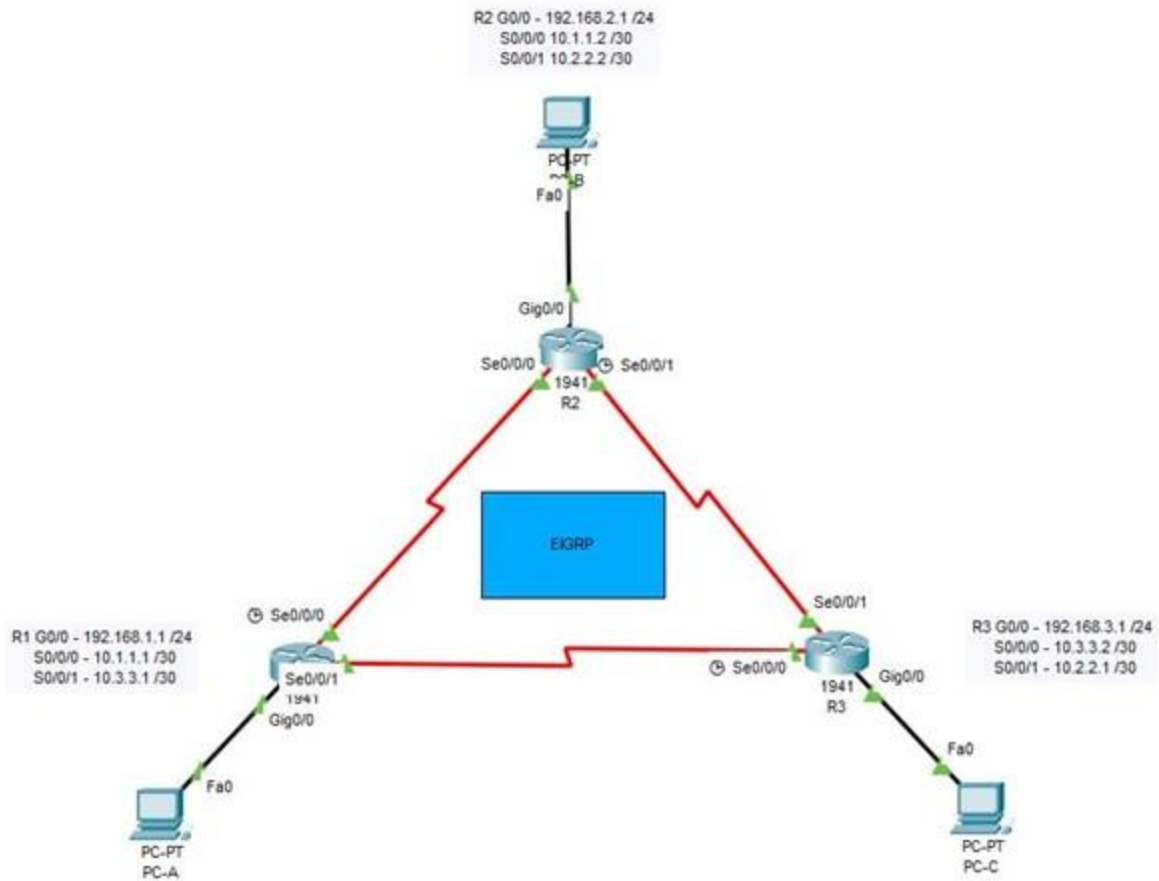 R2 G0/0 - 192.168.2.1 /24
S0/0/0 10.1.1.2 /30
S0/0/1 10.2.2.2 /30
PC-PT
Fa0
Gig0/0
Se0/0/0
Se0/0/1
1941
R2
EIGRP
Se0/0/0
R1 G0/0 - 192.168.1.1 /24
S0/0/0 - 10.1.1.1 /30
S0/0/1 - 10.3.3.1 /30
Se0/0/1
1941
Gig0/0
Fa0
PC-PT
PC-A
Se0/0/1
Se0/0/0
1941
R3
Gig0/0
R3 G0/0 - 192.168.3.1 /24
S0/0/0 - 10.3.3.2 /30
S0/0/1 - 10.2.2.1 /30
Fa0
PC-PT
PC-C